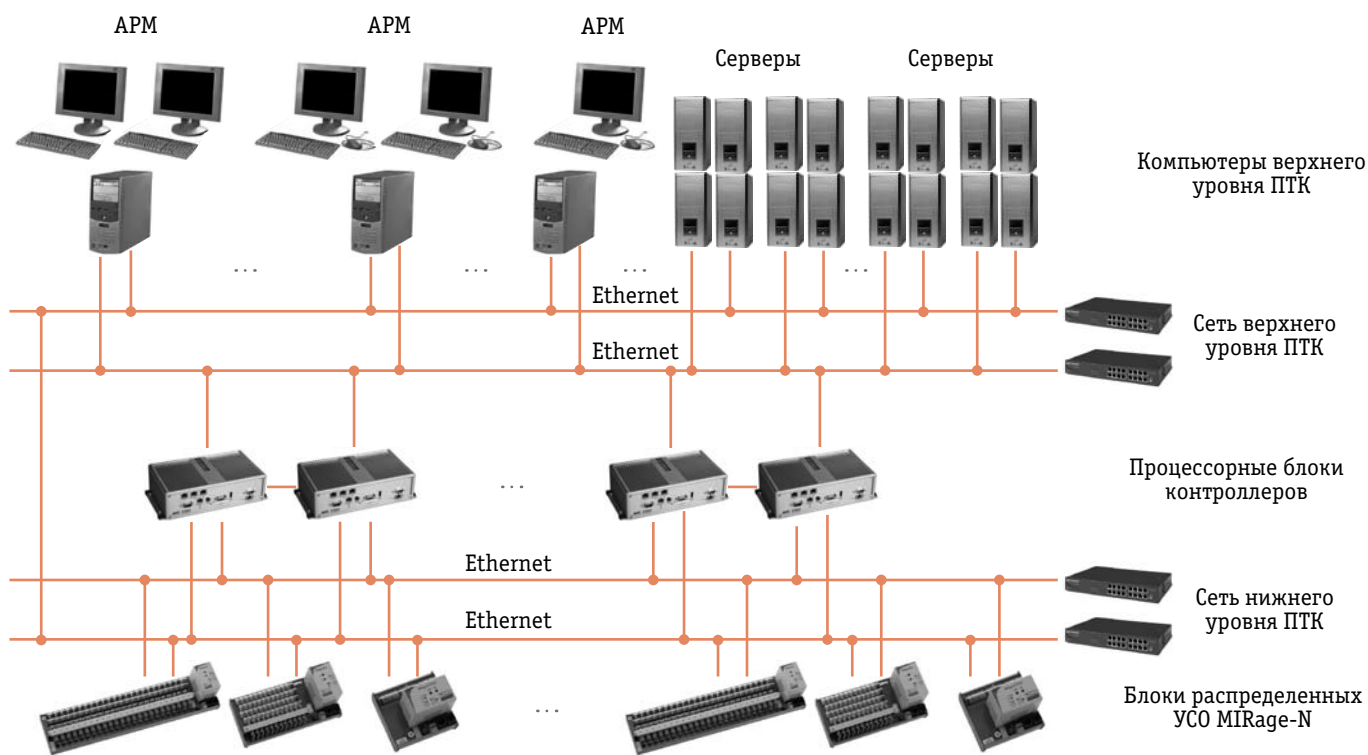 АРМ
АРМ
АРМ
Серверы
Серверы
Компьютеры верхнего
уровня ПТК
...
...
...
...
Ethernet
Ethernet
Сеть верхнего
уровня ПТК
Процессорные блоки
контроллеров
...
Ethernet
Ethernet
Сеть нижнего
уровня ПТК
...
Блоки распределенных
УСО MIRage-N